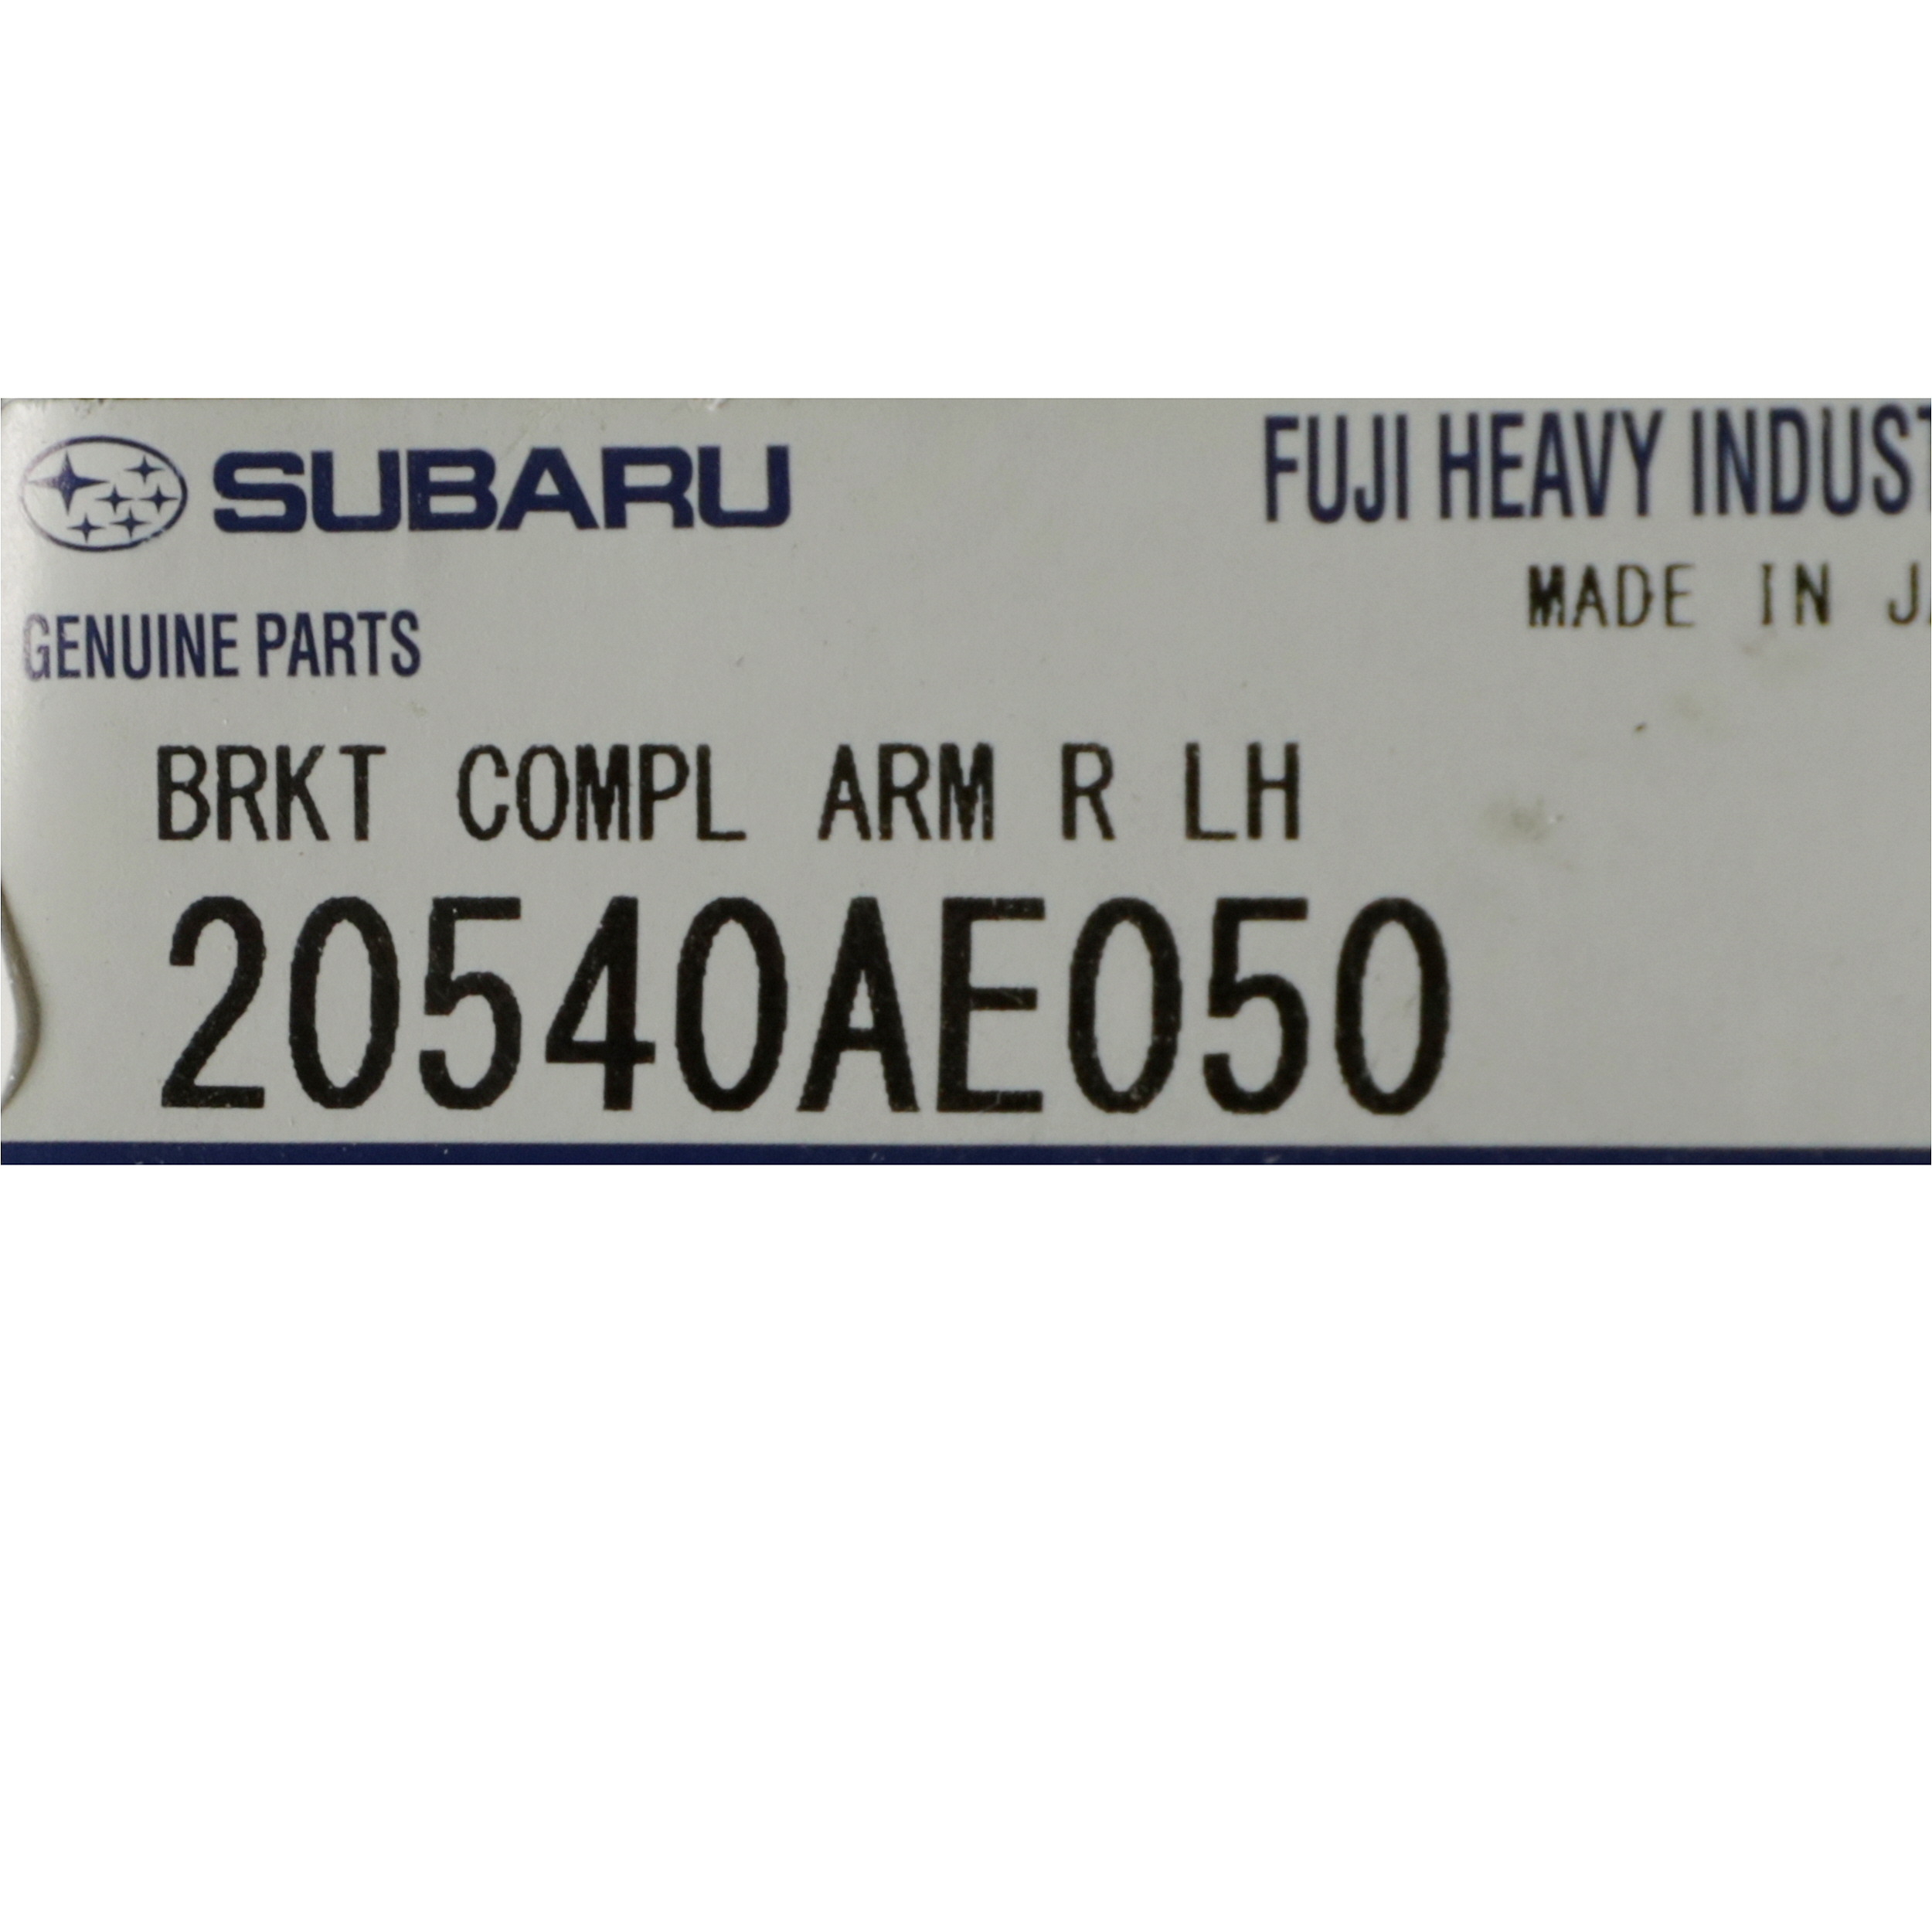 SUBARU
FUJI HEAVY INDUST
MADE IN J
GENUINE PARTS
BRKT COMPL ARM R LH
20540AE050